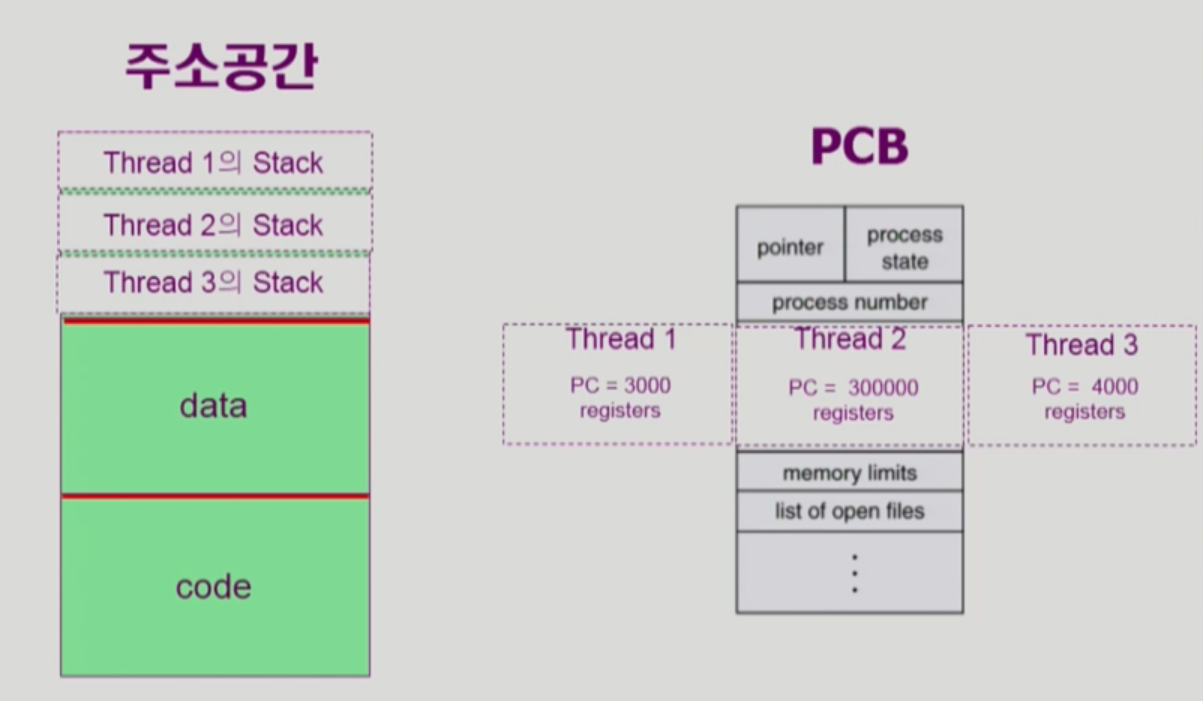 주소공간
Thread 1의 Stack
Thread 2의 Stack
Thread 3의 Stack
data
code
PCB
pointer
process
state
process number
Thread 1
PC = 3000
registers
Thread 2
PC = 300000
registers
Thread 3
PC = 4000
registers
memory limits
list of open files